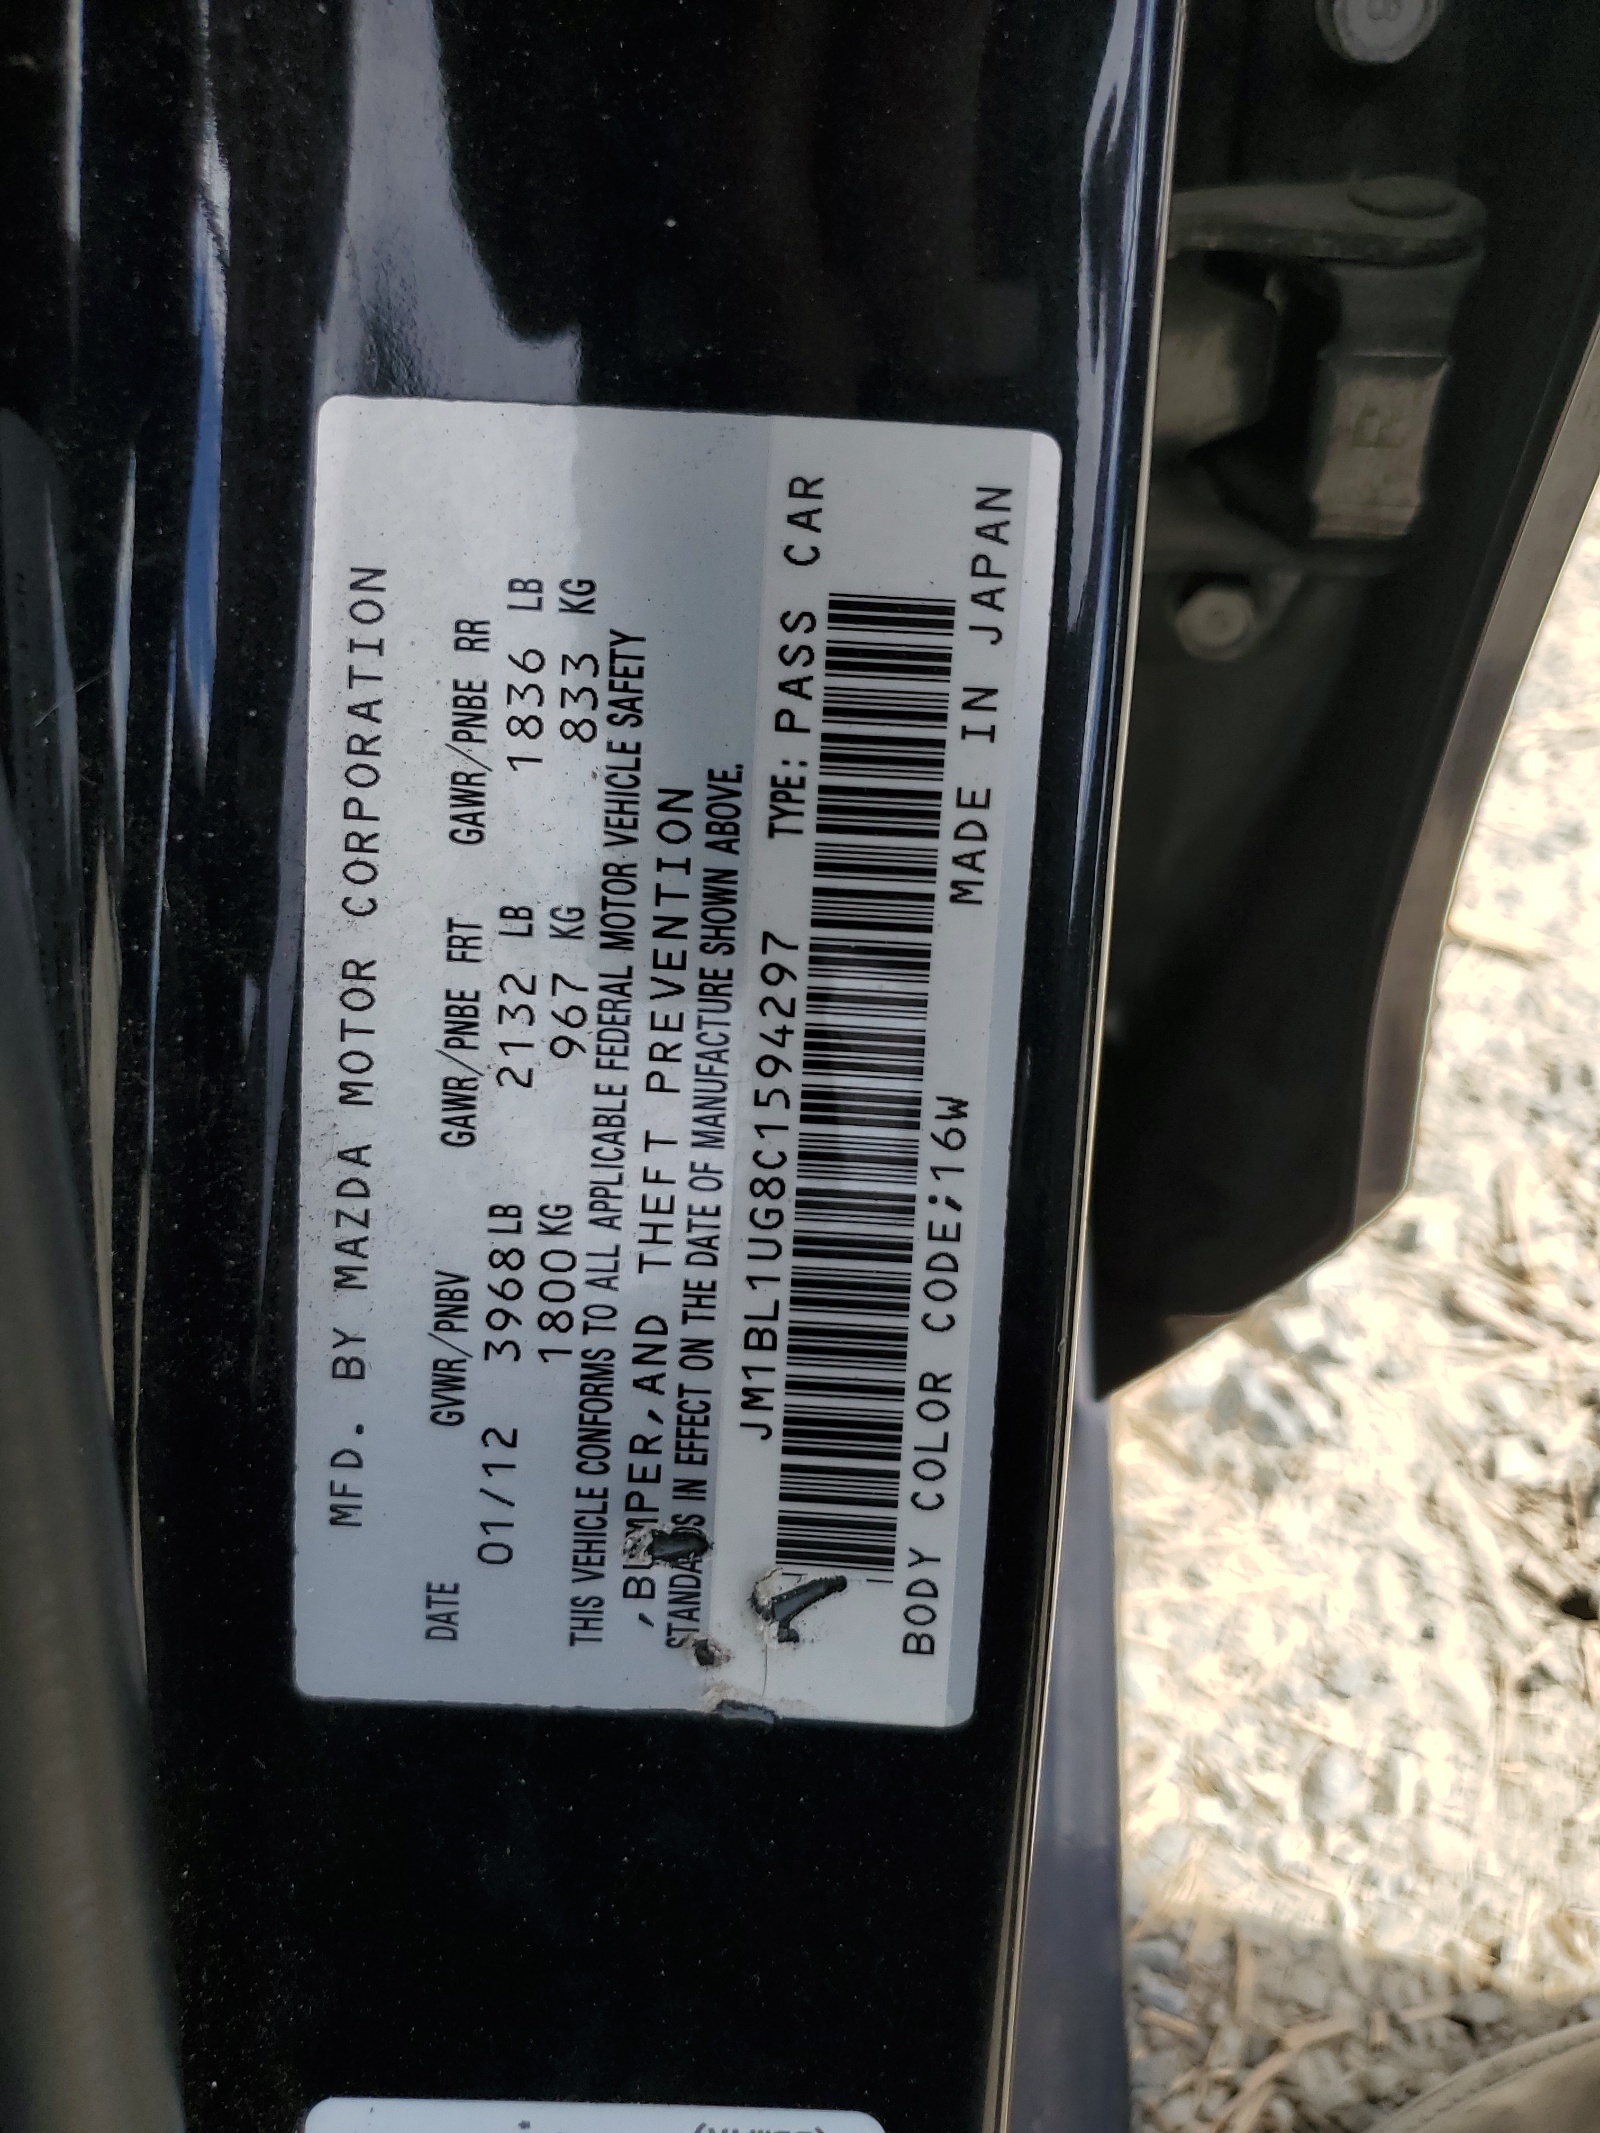 MFD. BY MAZDA MOTOR CORPORATION
DATE GVWR/PNBV GAWR/PNBE FRT GAWR/PNBE RR
01/12 3968 LB 2132 LB 1836 LB
1800 KG 967 KG 833 KG
THIS VEHICLE CONFORMS TO ALL APPLICABLE FEDERAL MOTOR VEHICLE SAFETY
,BUMPER,AND THEFT PREVENTION
IN EFFECT ON THE DATE OF MANUFACTURE SHOWN ABOVE.
JM1BL1UG8C1594297 TYPE: PASS CAR
BODY COLOR CODE;16W MADE IN JAPAN